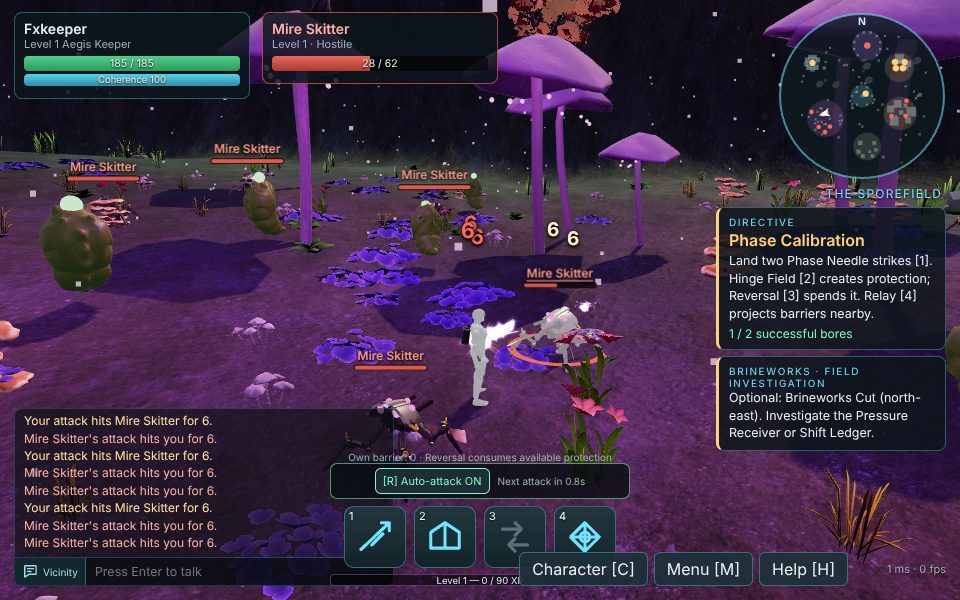 Fxkeeper
Level 1 Aegis Keeper
185 / 185
Coherence 100
Mire Skitter
Level 1 · Hostile
28 / 62
N
THE SPOREFIELD
Mire Skitter
Mire Skitter
Mire Skitter
6
6
6
6
6
Mire Skitter
Mire Skitter
DIRECTIVE
Phase Calibration
Land two Phase Needle strikes [1].
Hinge Field [2] creates protection;
Reversal [3] spends it. Relay [4]
projects barriers nearby.
1 / 2 successful bores
BRINEWORKS · FIELD
INVESTIGATION
Optional: Brineworks Cut (north-
east). Investigate the Pressure
Receiver or Shift Ledger.
Your attack hits Mire Skitter for 6.
Mire Skitter's attack hits you for 6.
Your attack hits Mire Skitter for 6.
Mire Skitter's attack hits you for 6.
Mire Skitter's attack hits you for 6.
Your attack hits Mire Skitter for 6.
Mire Skitter's attack hits you for 6.
Mire Skitter's attack hits you for 6.
Vicinity
Press Enter to talk
Own barrier: 0 · Reversal consumes available protection
[R] Auto-attack ON
Next attack in 0.8s
1
2
3
4
Level 1 — 0 / 90
Character [C]
Menu [M]
Help [H]
1 ms · 0 fps